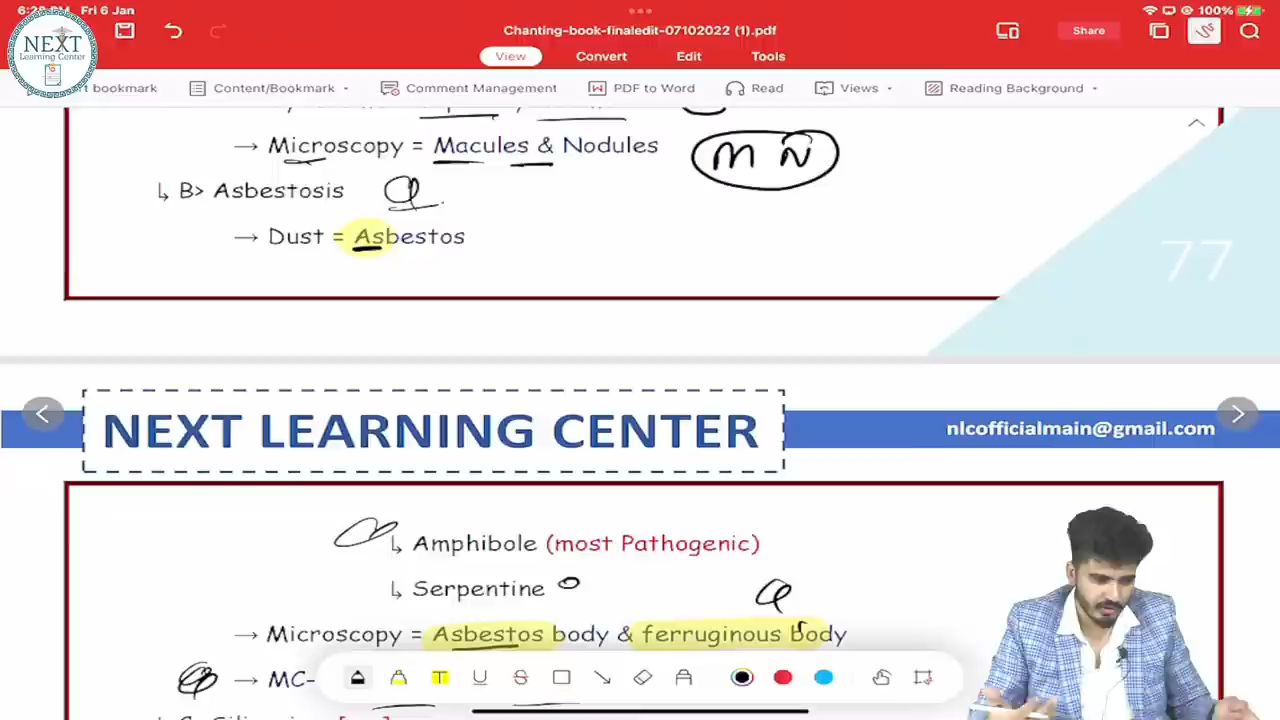 6:28 PM Fri 6 Jan
100%
NEXT
Learning Center
Chanting-book-finaledit-07102022 (1).pdf
Share
View Convert Edit Tools
bookmark Content/Bookmark Comment Management PDF to Word Read Views Reading Background
→ Microscopy = Macules & Nodules
m N
↳ B> Asbestosis
→ Dust = Asbestos
77
NEXT LEARNING CENTER
nlcofficialmain@gmail.com
↳ Amphibole (most Pathogenic)
↳ Serpentine
→ Microscopy = Asbestos body & ferruginous body
→ MC-